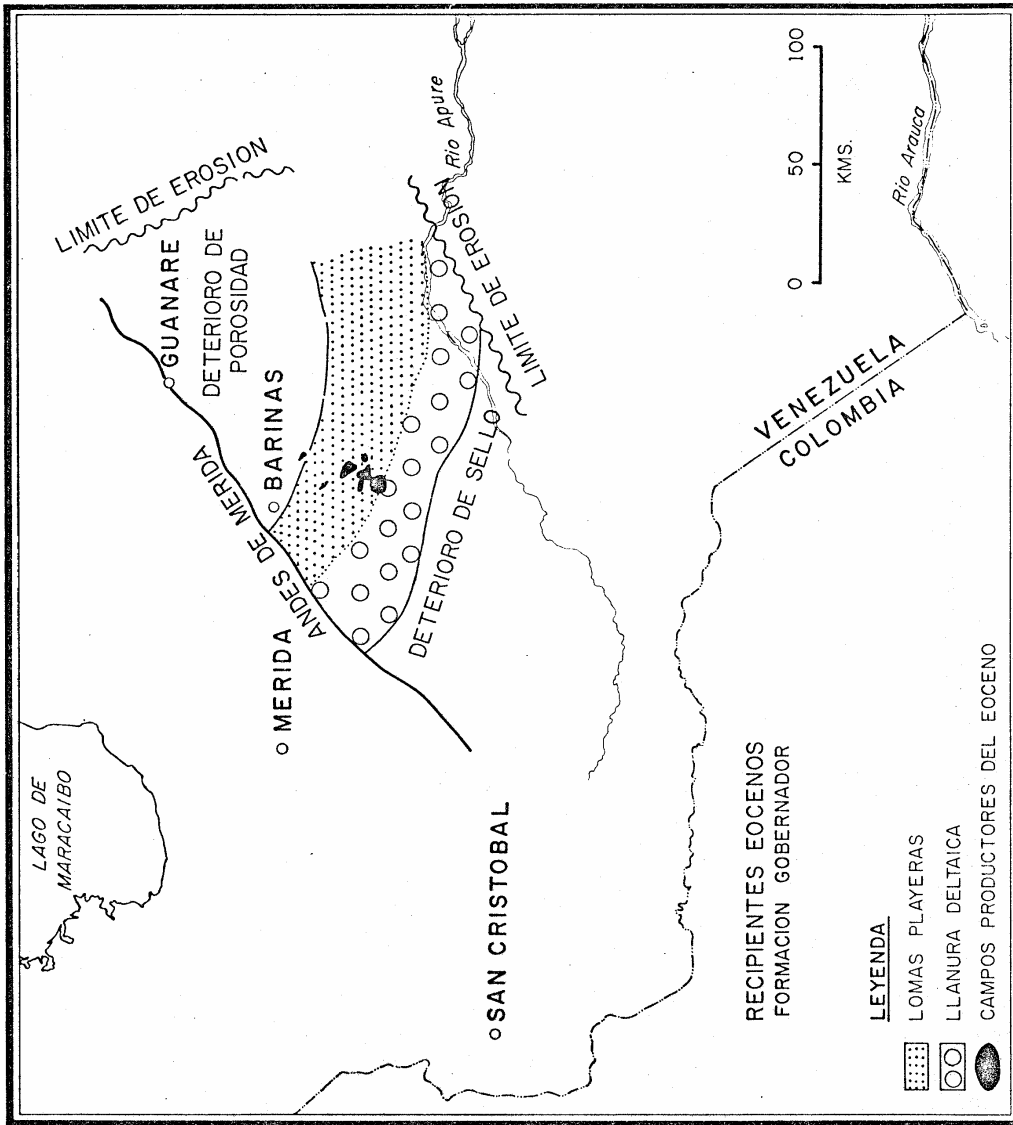 LAGO DE
MARACAIBO
LIMITE DE EROSION
GUANARE
DETERIORO DE
POROSIDAD
BARINAS
ANDES DE MERIDA
MERIDA
Rio Apure
LIMITE DE EROSION
DETERIORO DE SELLO
SAN CRISTOBAL
VENEZUELA
COLOMBIA
Rio Arauca
0 50 100
KMS.
RECIPIENTES EOCENOS
FORMACION GOBERNADOR
LEYENDA
LOMAS PLAYERAS
LLANURA DELTAICA
CAMPOS PRODUCTORES DEL EOCENO